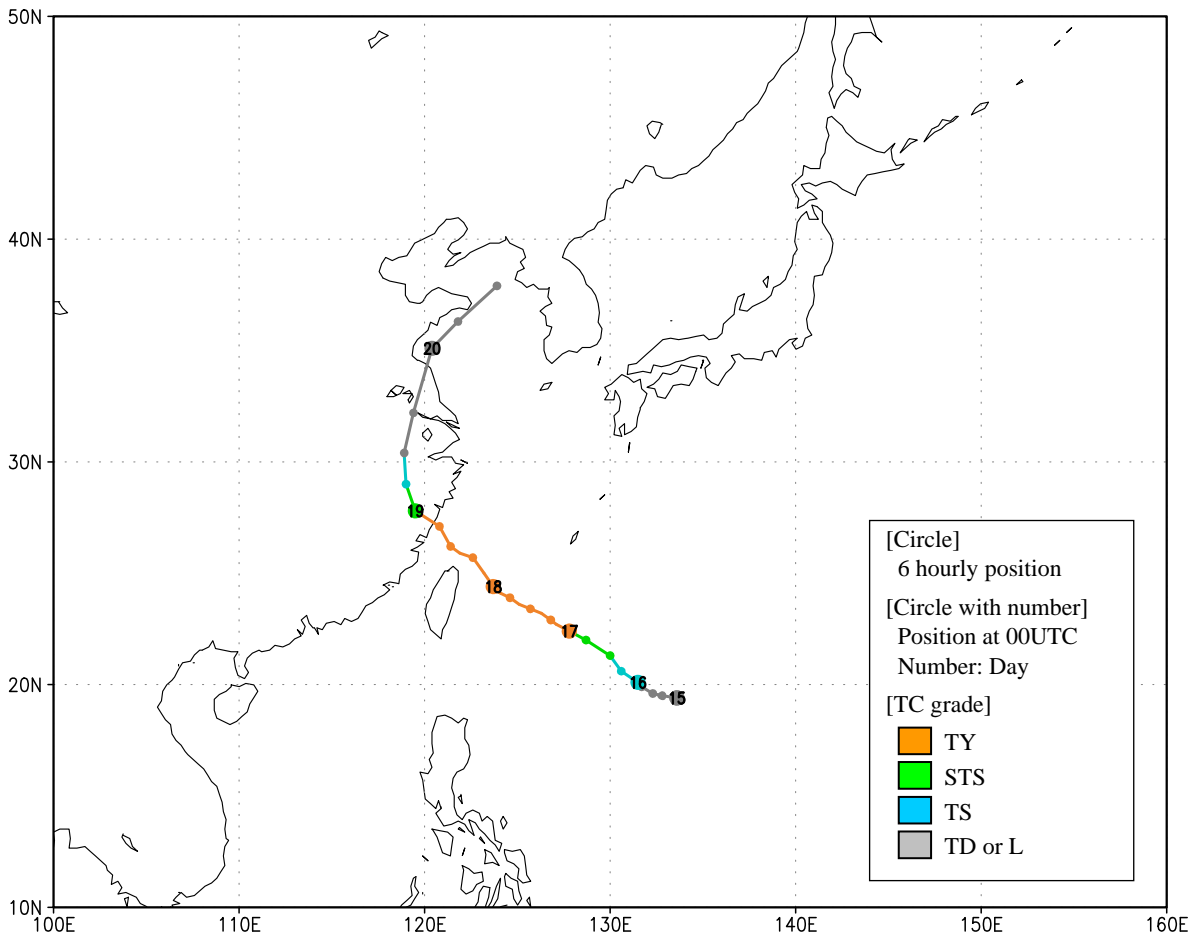 50N
40N
30N
20N
10N
100E 110E 120E 130E 140E 150E 160E
20
19
18
17
16
15
[Circle]
6 hourly position
[Circle with number]
Position at 00UTC
Number: Day
[TC grade]
TY
STS
TS
TD or L